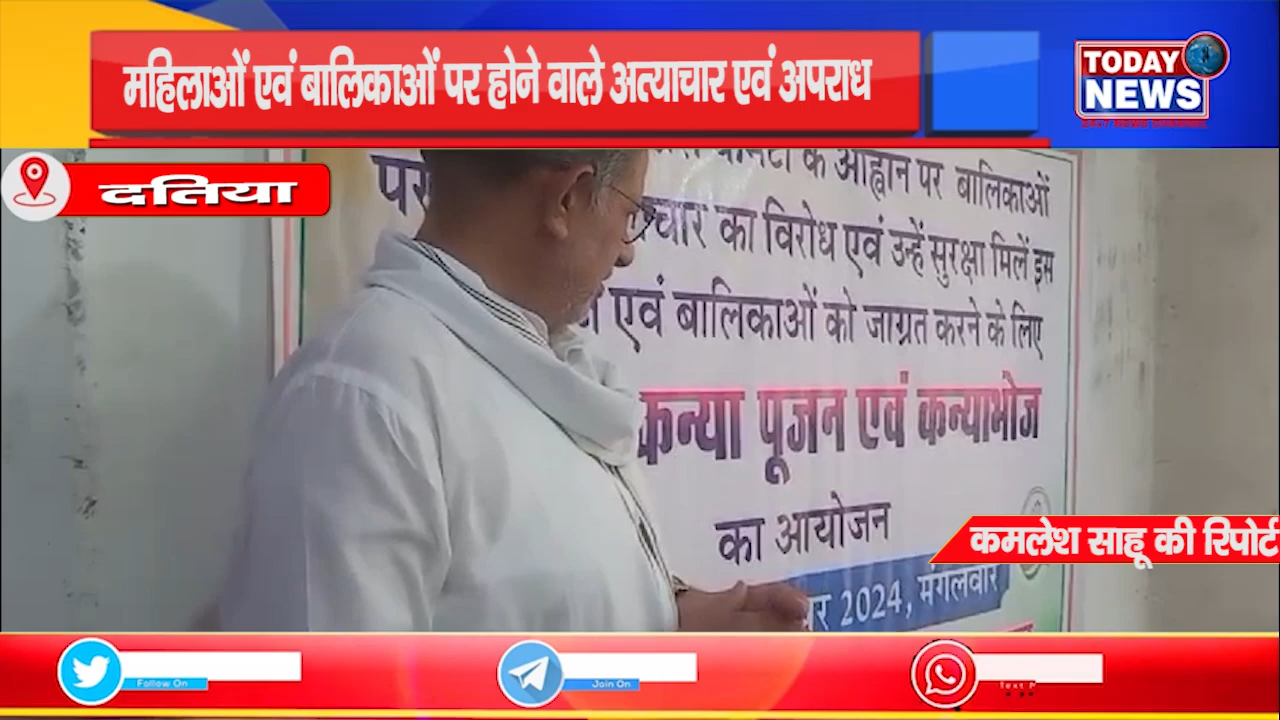 महिलाओं एवं बालिकाओं पर होने वाले अत्याचार एवं अपराध
TODAY
NEWS
दतिया
के आह्वान पर बालिकाओं
पर
का विरोध एवं उन्हें सुरक्षा मिलें इस
एवं बालिकाओं को जाग्रत करने के लिए
कन्या पूजन एवं कन्याभोज
का आयोजन
2024, मंगलवार
कमलेश साहू की रिपोर्ट
Follow On
Join On